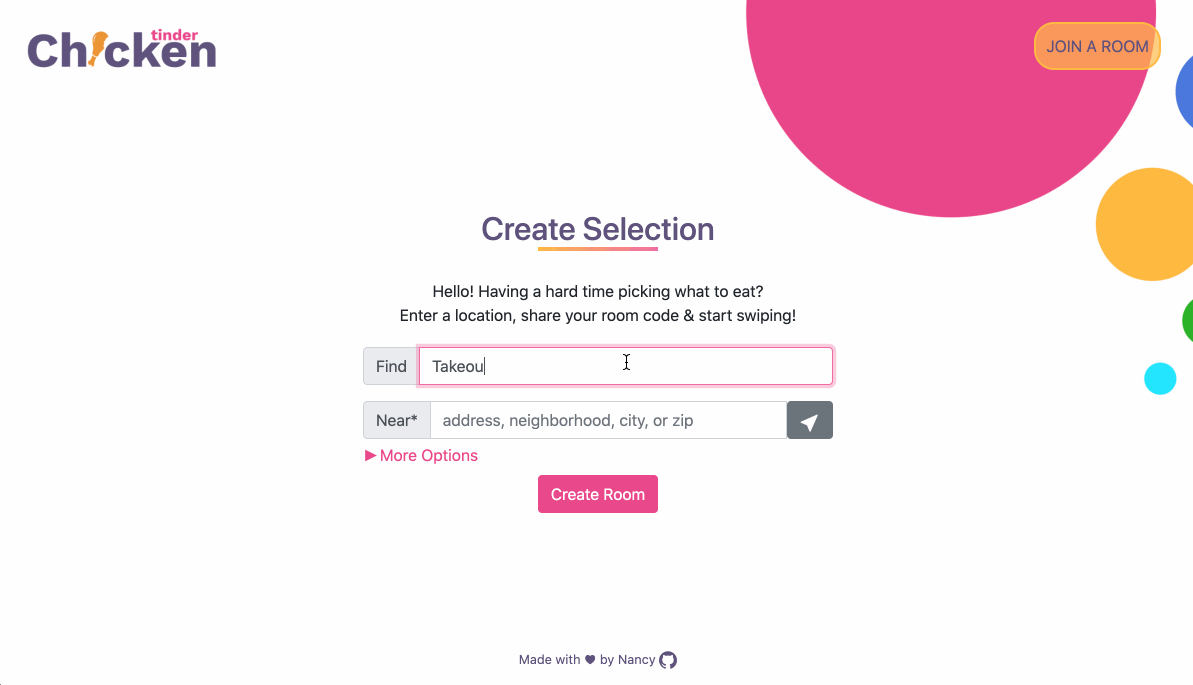 tinder
Chicken
JOIN A ROOM
Create Selection
Hello! Having a hard time picking what to eat?
Enter a location, share your room code & start swiping!
Find Takeou
Near* address, neighborhood, city, or zip
▶ More Options
Create Room
Made with ♥ by Nancy